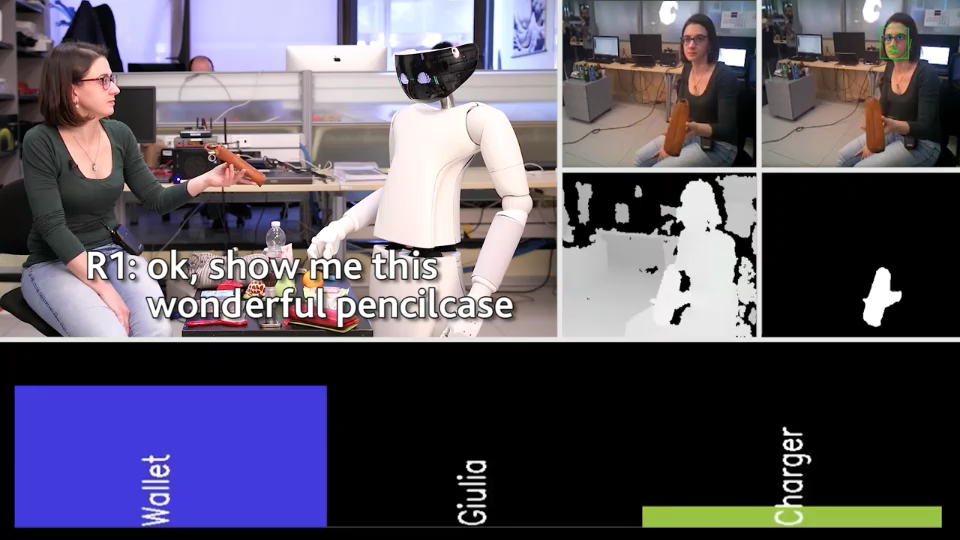 R1: ok, show me this
wonderful pencilcase
Wallet
Giulia
Charger